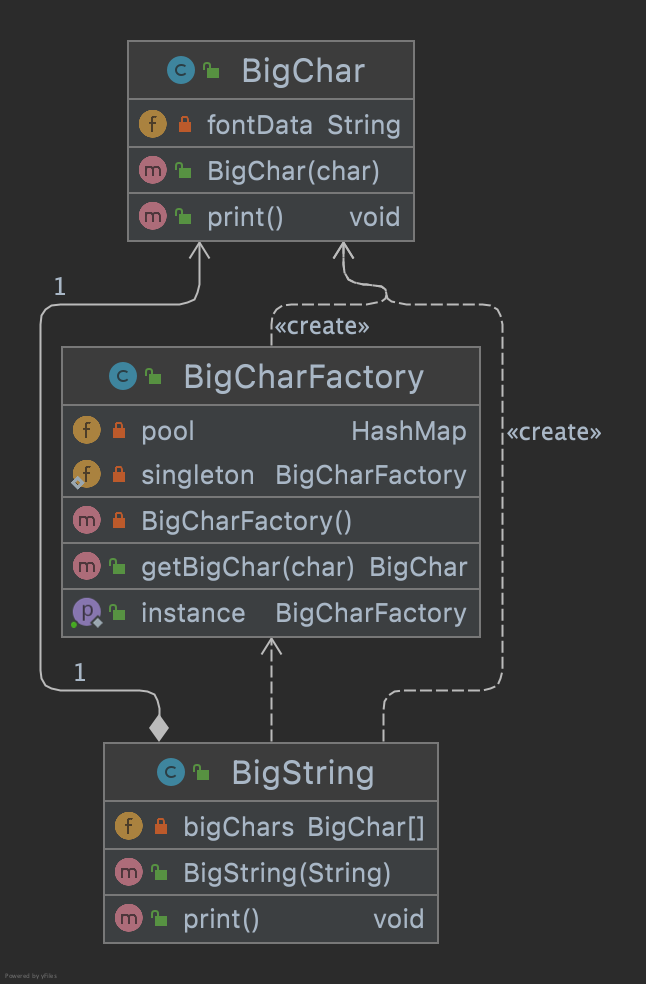 C BigChar
f fontData String
m BigChar(char)
m print() void
1
«create»
C BigCharFactory
«create»
f pool HashMap
f singleton BigCharFactory
m BigCharFactory()
m getBigChar(char) BigChar
p instance BigCharFactory
1
C BigString
f bigChars BigChar[]
m BigString(String)
m print() void
Powered by yFiles